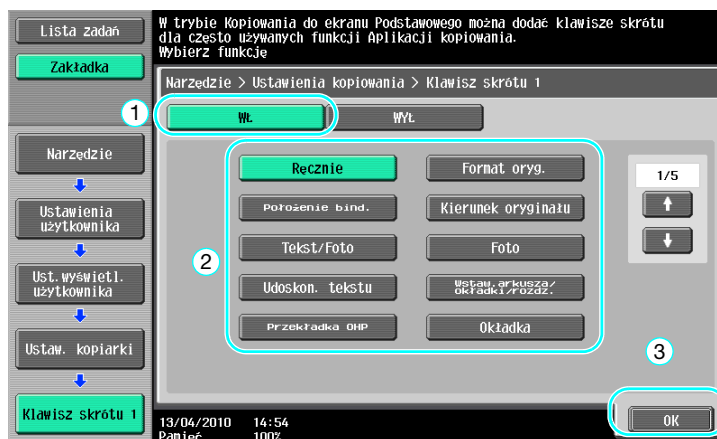 Lista zadań
Zakładka
W trybie Kopiowania do ekranu Podstawowego można dodać klawisze skrótu
dla często używanych funkcji Aplikacji kopiowania.
Wybierz funkcję
Narzędzie > Ustawienia kopiowania > Klawisz skrótu 1
1
WŁ
WYŁ
Narzędzie
Ustawienia
użytkownika
Ust.wyświetl.
użytkownika
Ustaw. kopiarki
Klawisz skrótu 1
2
Ręcznie
Format oryg.
Położenie bind.
Kierunek oryginału
Tekst/Foto
Foto
Udoskon. tekstu
Wstaw.arkusza/
okładki/rozdz.
Przekładka OHP
Okładka
1/5
3
OK
13/04/2010 14:54
Pamięć 100%